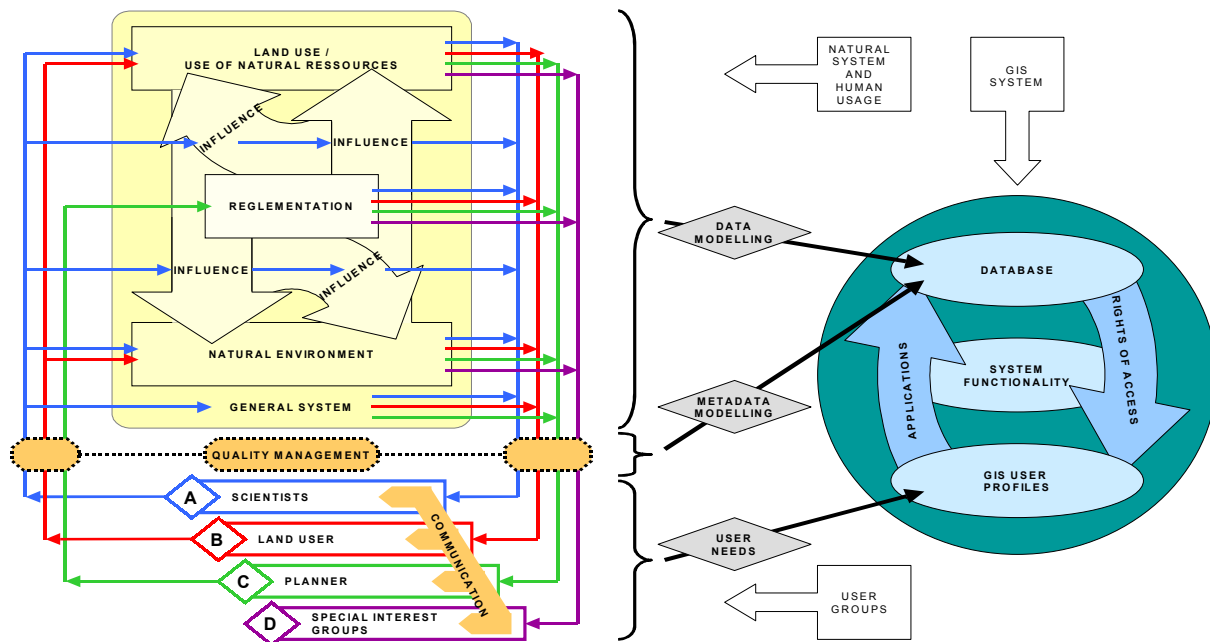 LAND USE /
USE OF NATURAL RESSOURCES
INFLUENCE
INFLUENCE
REGLEMENTATION
INFLUENCE
INFLUENCE
NATURAL ENVIRONMENT
GENERAL SYSTEM
QUALITY MANAGEMENT
A
SCIENTISTS
B
LAND USER
C
PLANNER
D
SPECIAL INTEREST
GROUPS
COMMUNICATION
NATURAL
SYSTEM
AND
HUMAN
USAGE
GIS
SYSTEM
DATA
MODELLING
METADATA
MODELLING
USER
NEEDS
USER
GROUPS
DATABASE
SYSTEM
FUNCTIONALITY
APPLICATIONS
RIGHTS OF ACCESS
GIS USER
PROFILES